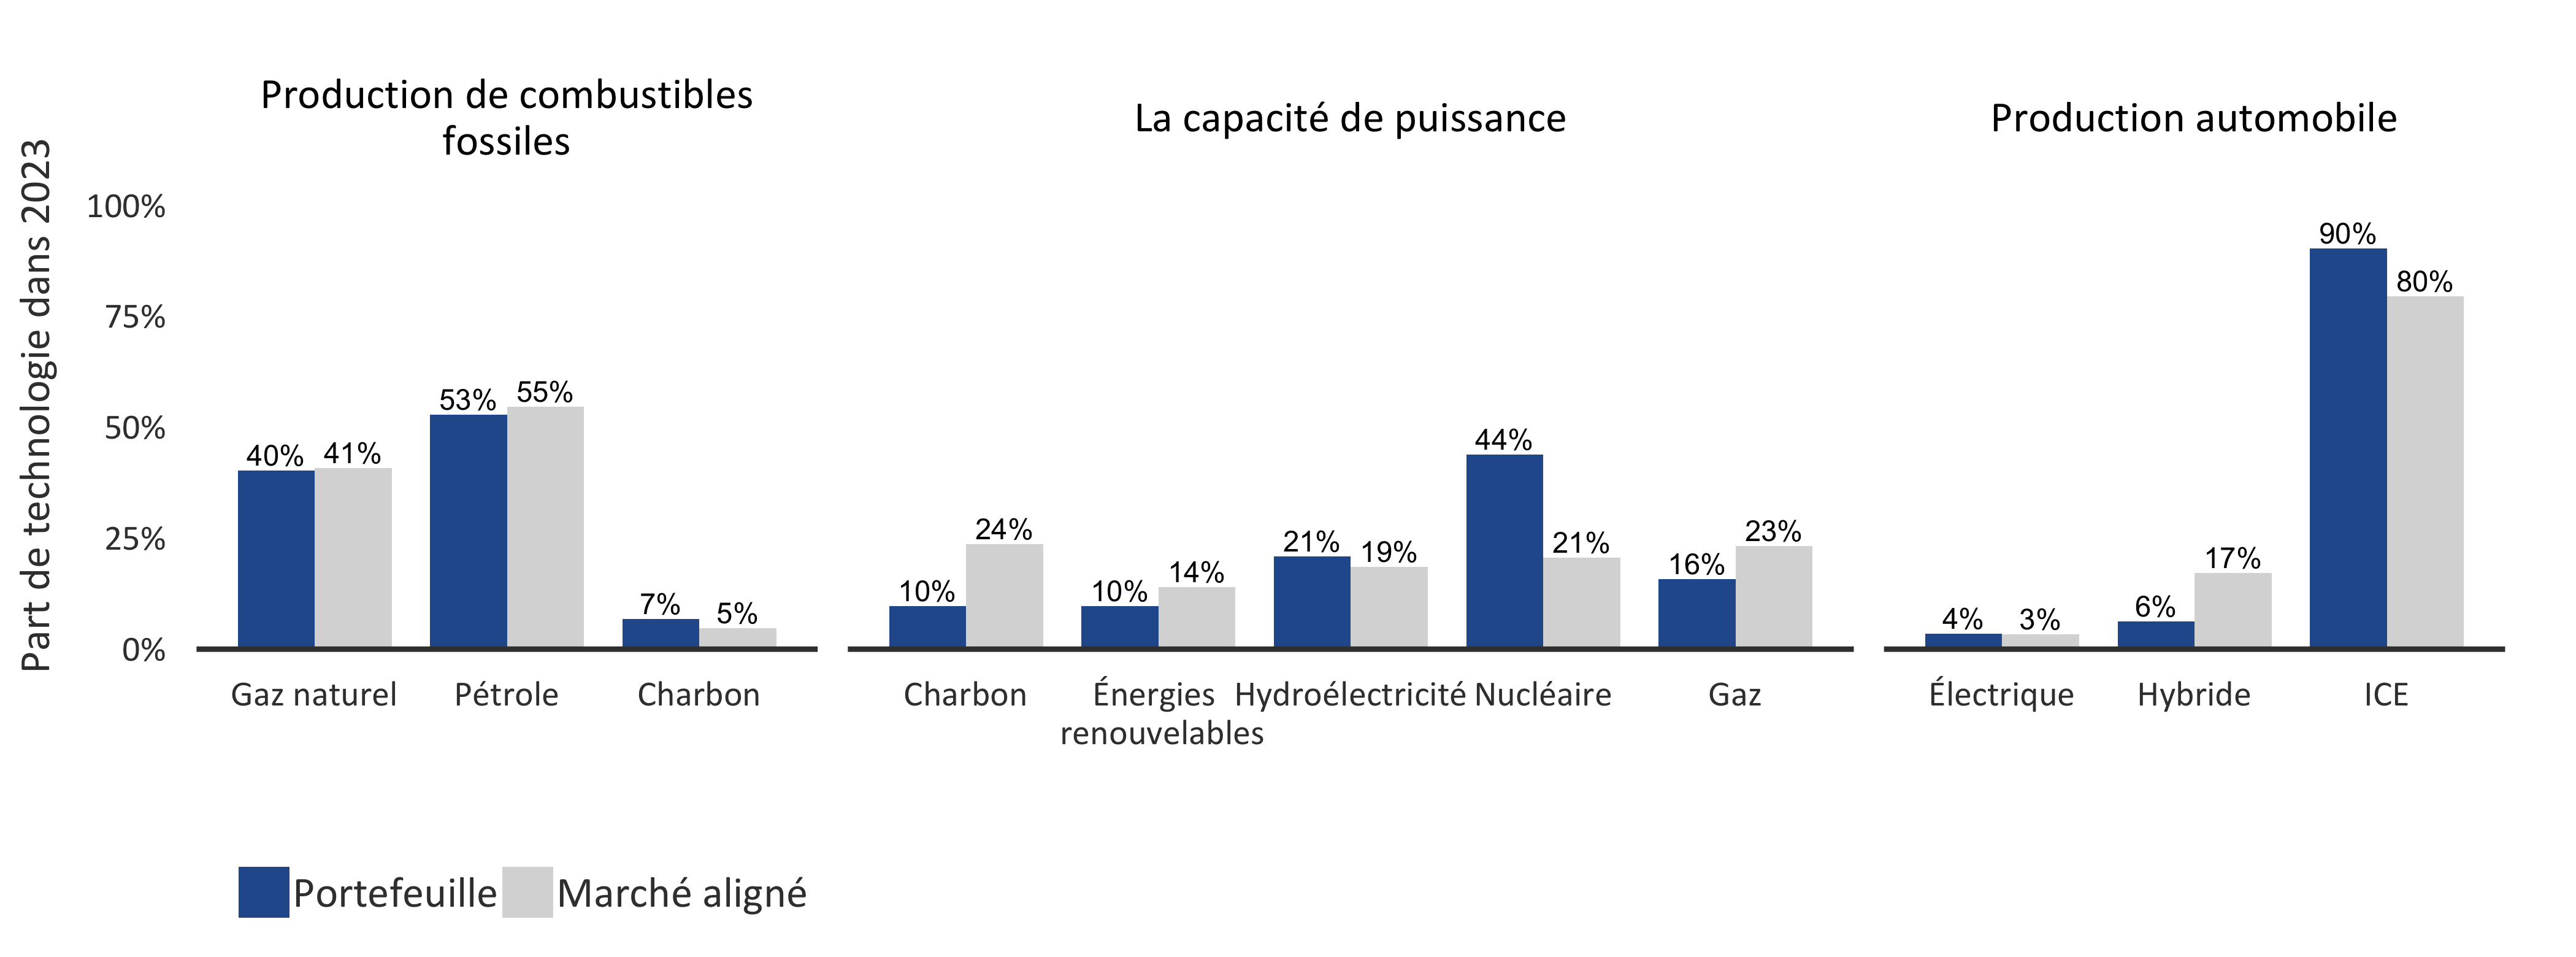 Production de combustibles
fossiles
La capacité de puissance
Production automobile
Part de technologie dans 2023
100%
75%
50%
25%
0%
40%
41%
53%
55%
7%
5%
10%
24%
10%
14%
21%
19%
44%
21%
16%
23%
4%
3%
6%
17%
90%
80%
Gaz naturel
Pétrole
Charbon
Charbon
Énergies
renouvelables
Hydroélectricité
Nucléaire
Gaz
Électrique
Hybride
ICE
Portefeuille
Marché aligné